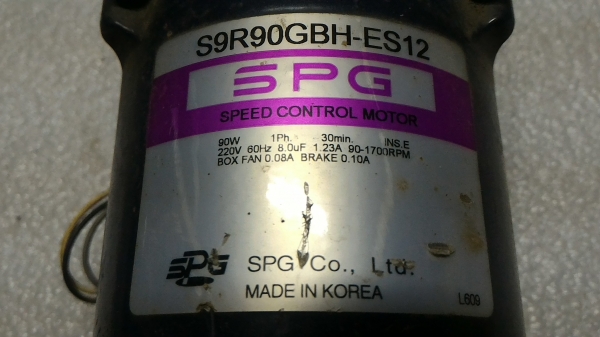 S9R90GBH-ES12
SPG
SPEED CONTROL MOTOR
90W 1Ph. 30min. INS.E
220V 60Hz 8.0uF 1.23A 90-1700RPM
BOX FAN 0.08A BRAKE 0.10A
SPG SPG Co., Ltd.
MADE IN KOREA
L609